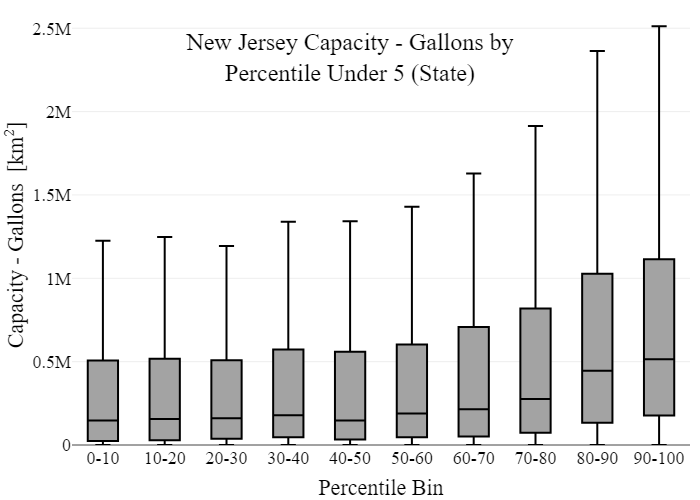 New Jersey Capacity - Gallons by
Percentile Under 5 (State)
Capacity - Gallons [km²]
2.5M
2M
1.5M
1M
0.5M
0
0-10 10-20 20-30 30-40 40-50 50-60 60-70 70-80 80-90 90-100
Percentile Bin